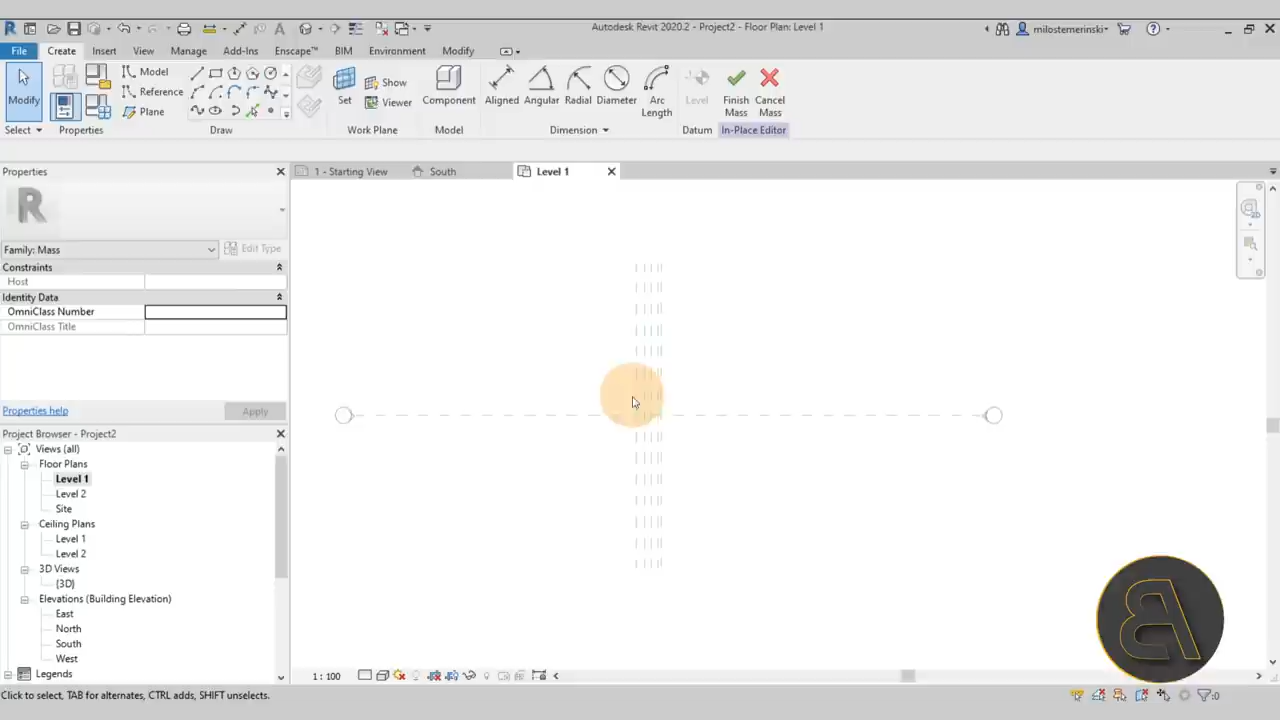 Autodesk Revit 2020.2 - Project2 - Floor Plan: Level 1
milostemerinski
File Create Insert View Manage Add-Ins Enscape™ BIM Environment Modify
Modify Model Reference Plane Set Show Viewer Component Aligned Angular Radial Diameter Arc Length Level Finish Mass Cancel Mass
Select Properties Draw Work Plane Model Dimension Datum In-Place Editor
Properties
1 - Starting View South Level 1
Family: Mass Edit Type
Constraints
Host
Identity Data
OmniClass Number
OmniClass Title
Properties help Apply
Project Browser - Project2
Views (all)
Floor Plans
Level 1
Level 2
Site
Ceiling Plans
Level 1
Level 2
3D Views
{3D}
Elevations (Building Elevation)
East
North
South
West
Legends
1 : 100
Click to select, TAB for alternates, CTRL adds, SHIFT unselects.
:0